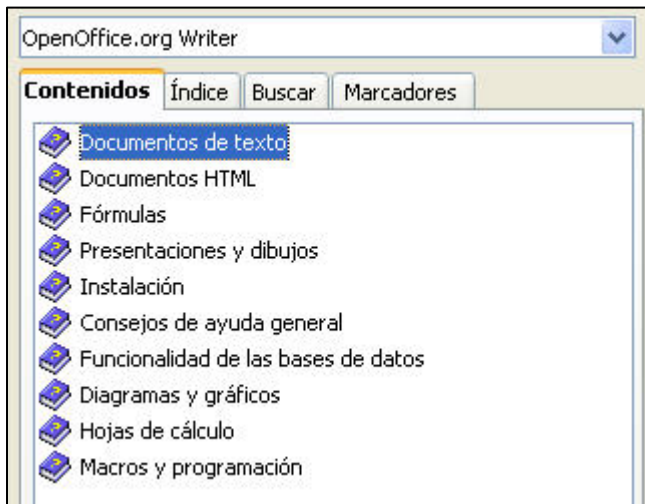 OpenOffice.org Writer
Contenidos Índice Buscar Marcadores
Documentos de texto
Documentos HTML
Fórmulas
Presentaciones y dibujos
Instalación
Consejos de ayuda general
Funcionalidad de las bases de datos
Diagramas y gráficos
Hojas de cálculo
Macros y programación